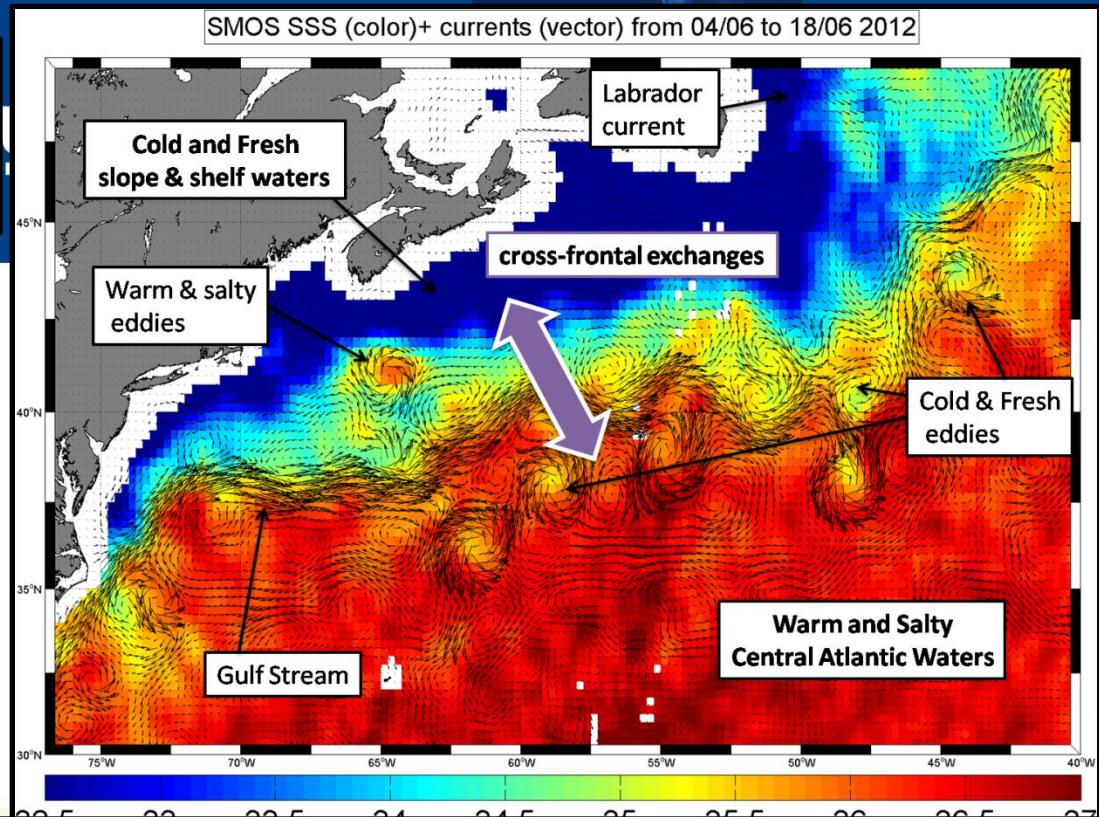 SMOS SSS (color)+ currents (vector) from 04/06 to 18/06 2012
Labrador
current
Cold and Fresh
slope & shelf waters
45°N
cross-frontal exchanges
Warm & salty
eddies
40°N
Cold & Fresh
eddies
35°N
Warm and Salty
Central Atlantic Waters
Gulf Stream
30°N
75°W 70°W 65°W 60°W 55°W 50°W 45°W 40°W